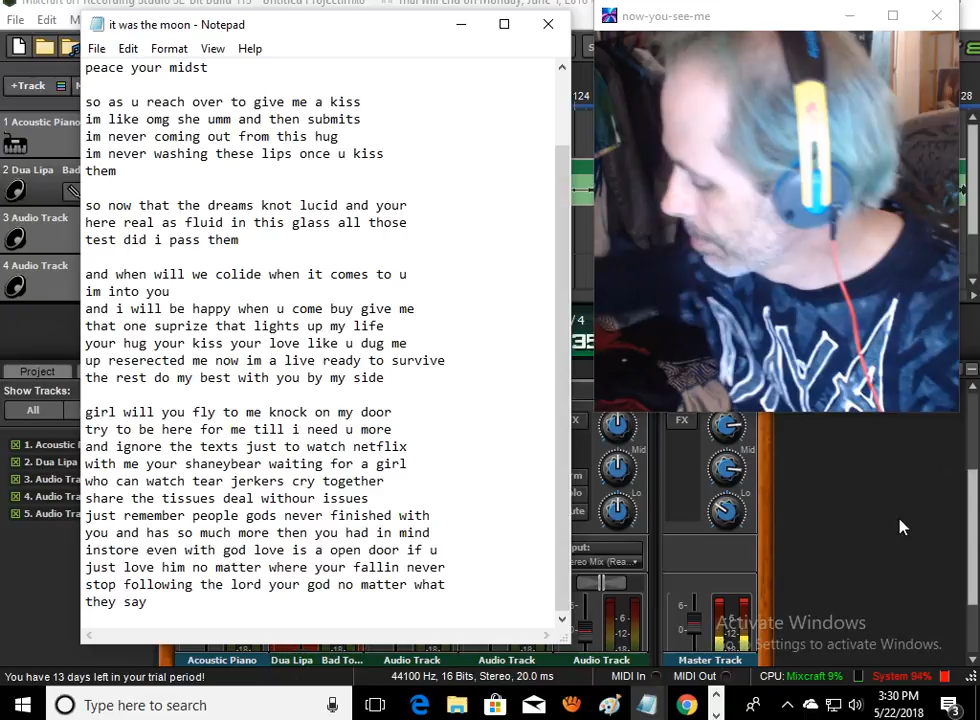 Mixcraft
it was the moon - Notepad
now-you-see-me
File Edit Format View Help
File
+Track
1 Acoustic Piano
2 Dua Lipa Bad
3 Audio Track
4 Audio Track
124
28
peace your midst
so as u reach over to give me a kiss
im like omg she umm and then submits
im never coming out from this hug
im never washing these lips once u kiss
them
so now that the dreams knot lucid and your
here real as fluid in this glass all those
test did i pass them
and when will we colide when it comes to u
im into you
and i will be happy when u come buy give me
that one suprize that lights up my life
your hug your kiss your love like u dug me
up reserected me now im a live ready to survive
the rest do my best with you by my side
girl will you fly to me knock on my door
try to be here for me till i need u more
and ignore the texts just to watch netflix
with me your shaneybear waiting for a girl
who can watch tear jerkers cry together
share the tissues deal withour issues
just remember people gods never finished with
you and has so much more then you had in mind
instore even with god love is a open door if u
just love him no matter where your fallin never
stop following the lord your god no matter what
they say
Project
Show Tracks:
All
1. Acoustic
2. Dua Lipa
3. Audio Tra
4. Audio Tra
5. Audio Tra
/ 4
FX
Mid
Lo
6
-6
-12
Activate Windows
Go to Settings to activate Windows.
Acoustic Piano Dua Lipa Bad To... Audio Track Audio Track Audio Track Master Track
You have 13 days left in your trial period!
44100 Hz, 16 Bits, Stereo, 20.0 ms
MIDI In MIDI Out CPU: Mixcraft 9% System 94%
Type here to search
3:30 PM
5/22/2018
3